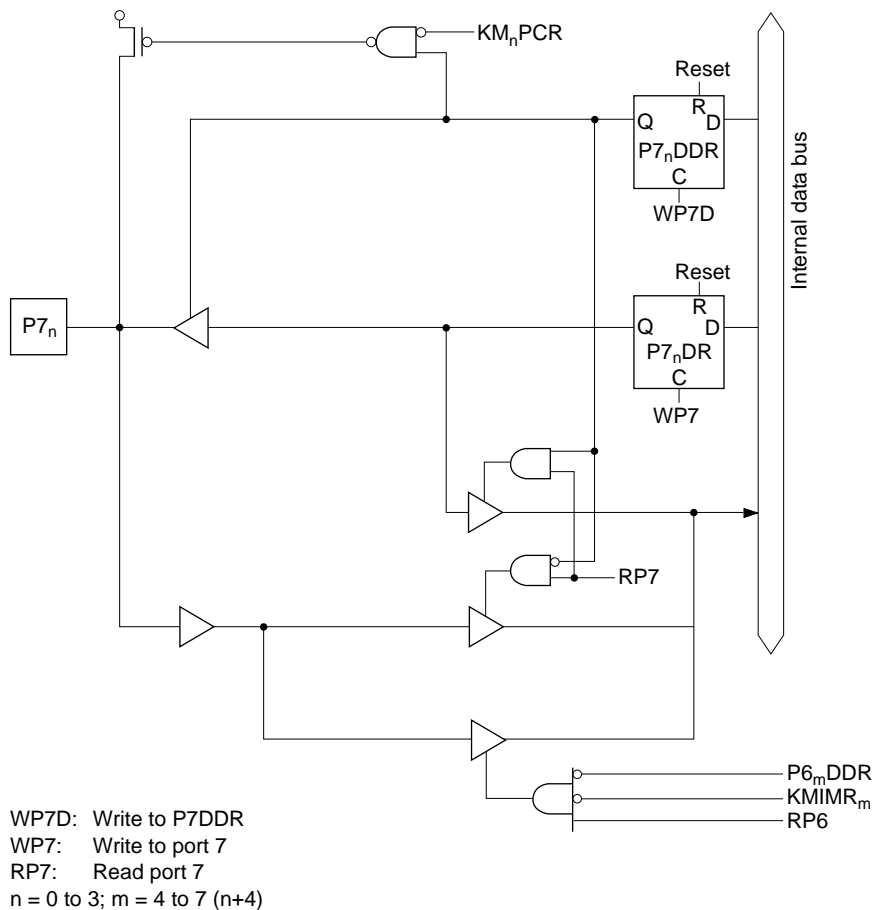 KMnPCR
Reset
R
Q
D
P7nDDR
C
WP7D
Internal data bus
Reset
R
Q
D
P7nDR
C
WP7
P7n
RP7
P6mDDR
KMIMRm
RP6
WP7D: Write to P7DDR
WP7: Write to port 7
RP7: Read port 7
n = 0 to 3; m = 4 to 7 (n+4)